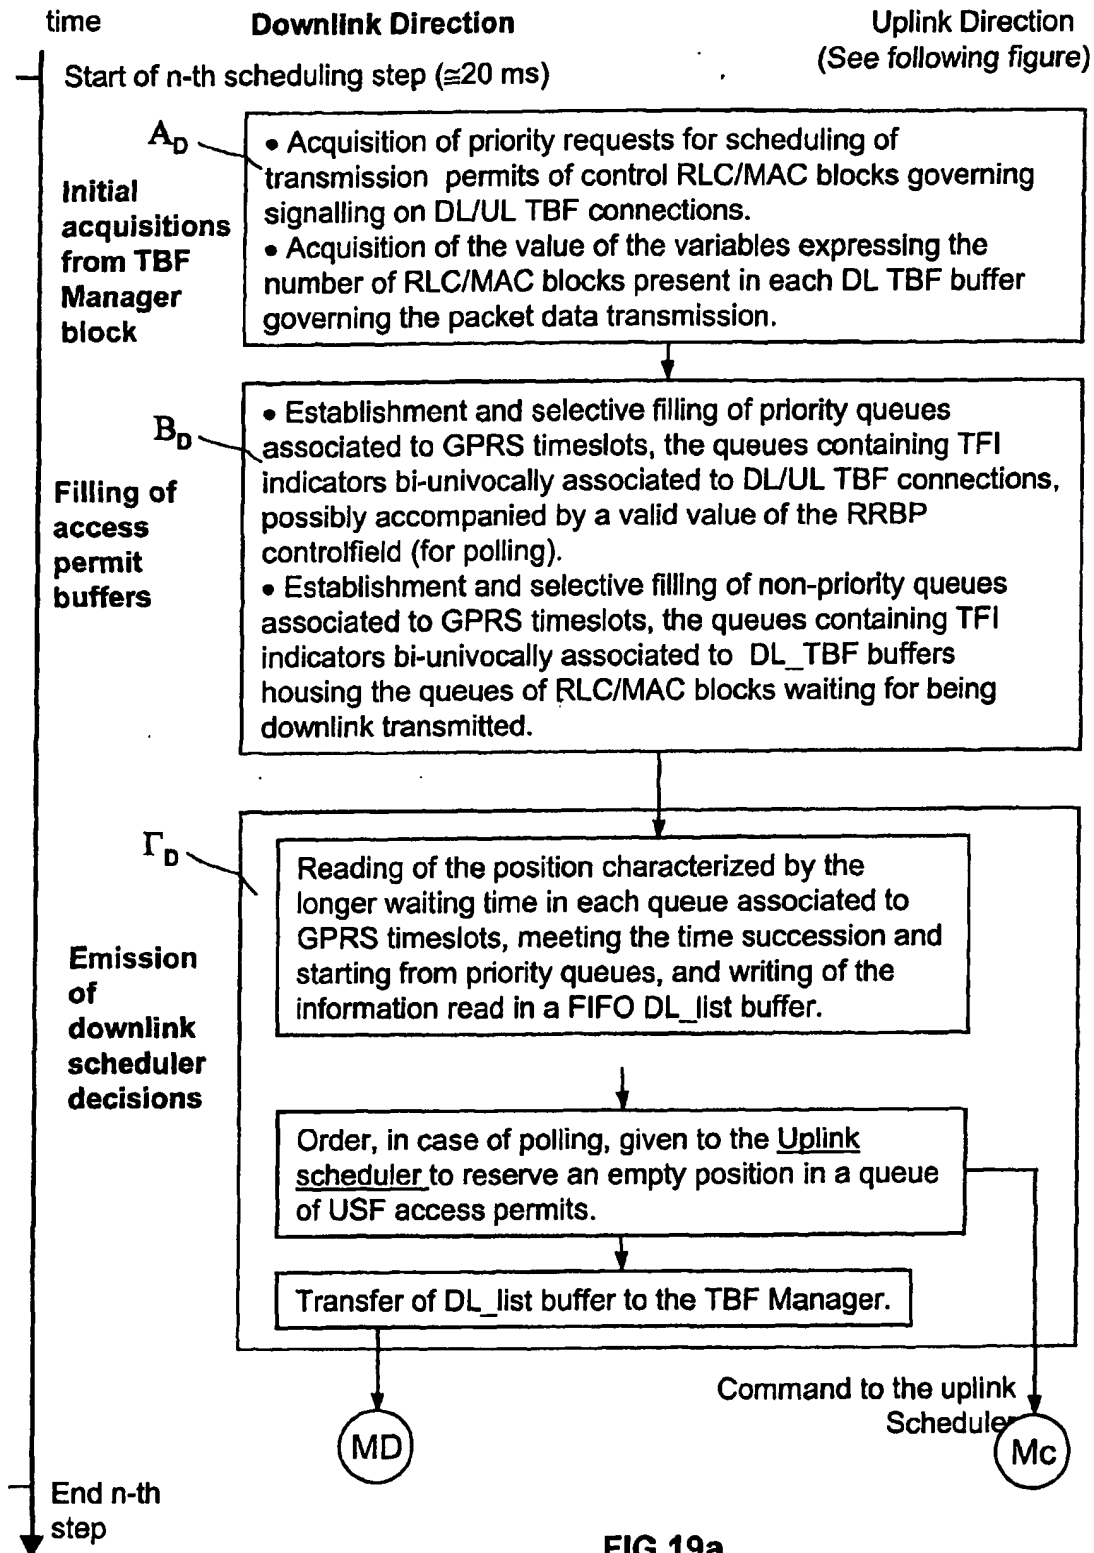 time
Downlink Direction
Uplink Direction
(See following figure)
Start of n-th scheduling step (≅20 ms)
A_D
Initial
acquisitions
from TBF
Manager
block
• Acquisition of priority requests for scheduling of
transmission permits of control RLC/MAC blocks governing
signalling on DL/UL TBF connections.
• Acquisition of the value of the variables expressing the
number of RLC/MAC blocks present in each DL TBF buffer
governing the packet data transmission.
B_D
Filling of
access
permit
buffers
• Establishment and selective filling of priority queues
associated to GPRS timeslots, the queues containing TFI
indicators bi-univocally associated to DL/UL TBF connections,
possibly accompanied by a valid value of the RRBP
controlfield (for polling).
• Establishment and selective filling of non-priority queues
associated to GPRS timeslots, the queues containing TFI
indicators bi-univocally associated to DL_TBF buffers
housing the queues of RLC/MAC blocks waiting for being
downlink transmitted.
Γ_D
Emission
of
downlink
scheduler
decisions
Reading of the position characterized by the
longer waiting time in each queue associated to
GPRS timeslots, meeting the time succession and
starting from priority queues, and writing of the
information read in a FIFO DL_list buffer.
Order, in case of polling, given to the Uplink
scheduler to reserve an empty position in a queue
of USF access permits.
Transfer of DL_list buffer to the TBF Manager.
Command to the uplink
Scheduler
MD
Mc
End n-th
step
FIG.19a